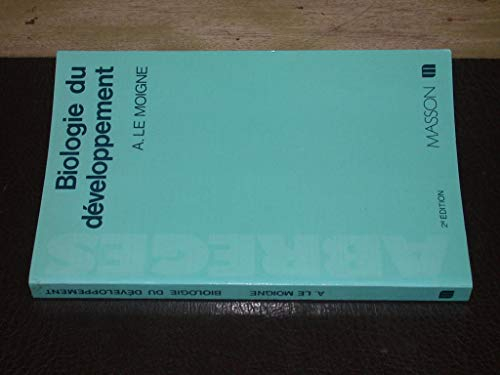 Biologie du
développement
A. LE MOIGNE
ABRÉGÉS
2e ÉDITION
MASSON
A. LE MOIGNE BIOLOGIE DU DÉVELOPPEMENT